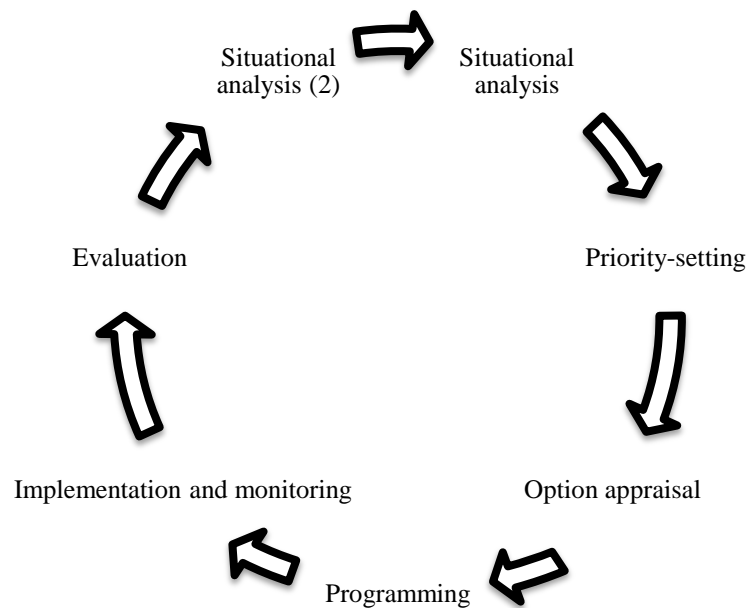 Situational
analysis (2)
Situational
analysis
Evaluation
Priority-setting
Implementation and monitoring
Option appraisal
Programming